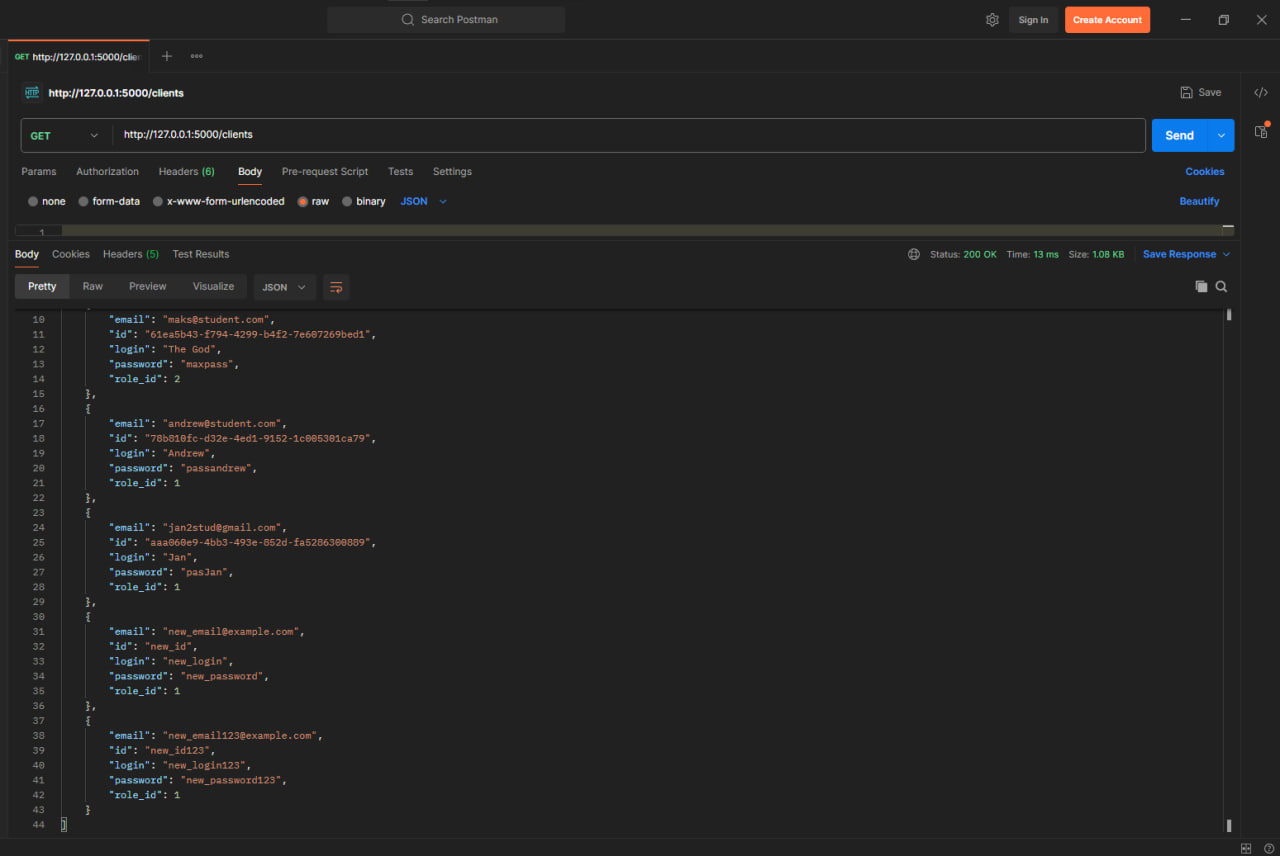 Search Postman
Sign In
Create Account
GET http://127.0.0.1:5000/clie
HTTP http://127.0.0.1:5000/clients
Save
GET http://127.0.0.1:5000/clients
Send
Params Authorization Headers (6) Body Pre-request Script Tests Settings Cookies
none form-data x-www-form-urlencoded raw binary JSON Beautify
1
Body Cookies Headers (5) Test Results Status: 200 OK Time: 13 ms Size: 1.08 KB Save Response
Pretty Raw Preview Visualize JSON
10 "email": "maks@student.com",
11 "id": "61ea5b43-f794-4299-b4f2-7e607269bed1",
12 "login": "The God",
13 "password": "maxpass",
14 "role_id": 2
15 },
16 {
17 "email": "andrew@student.com",
18 "id": "78b810fc-d32e-4ed1-9152-1c005301ca79",
19 "login": "Andrew",
20 "password": "passandrew",
21 "role_id": 1
22 },
23 {
24 "email": "jan2stud@gmail.com",
25 "id": "aaa060e9-4bb3-493e-852d-fa5286300889",
26 "login": "Jan",
27 "password": "pasJan",
28 "role_id": 1
29 },
30 {
31 "email": "new_email@example.com",
32 "id": "new_id",
33 "login": "new_login",
34 "password": "new_password",
35 "role_id": 1
36 },
37 {
38 "email": "new_email123@example.com",
39 "id": "new_id123",
40 "login": "new_login123",
41 "password": "new_password123",
42 "role_id": 1
43 }
44 ]